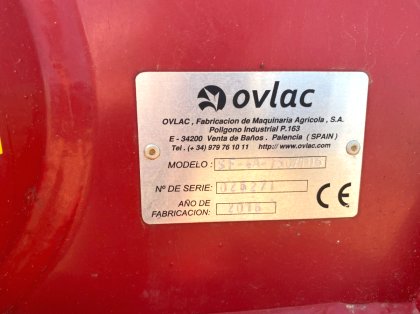 ovlac
OVLAC , Fabricacion de Maquinaria Agricola , S.A.
Poligono Industrial P.163
E - 34200 Venta de Baños . Palencia ( SPAIN )
Tel . (+ 34) 979 76 10 11 http// www.ovlac.com
MODELO :
Nº DE SERIE:
AÑO DE
FABRICACION: 2016
CE